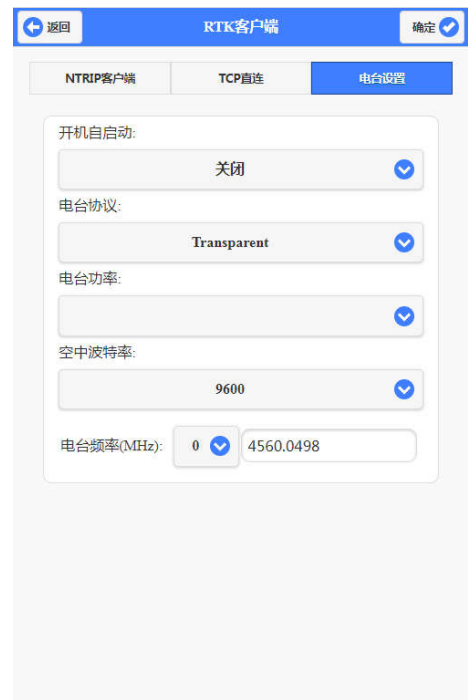 返回 RTK客户端 确定
NTRIP客户端 TCP直连 电台设置
开机自启动:
关闭
电台协议:
Transparent
电台功率:
空中波特率:
9600
电台频率(MHz): 0 4560.0498